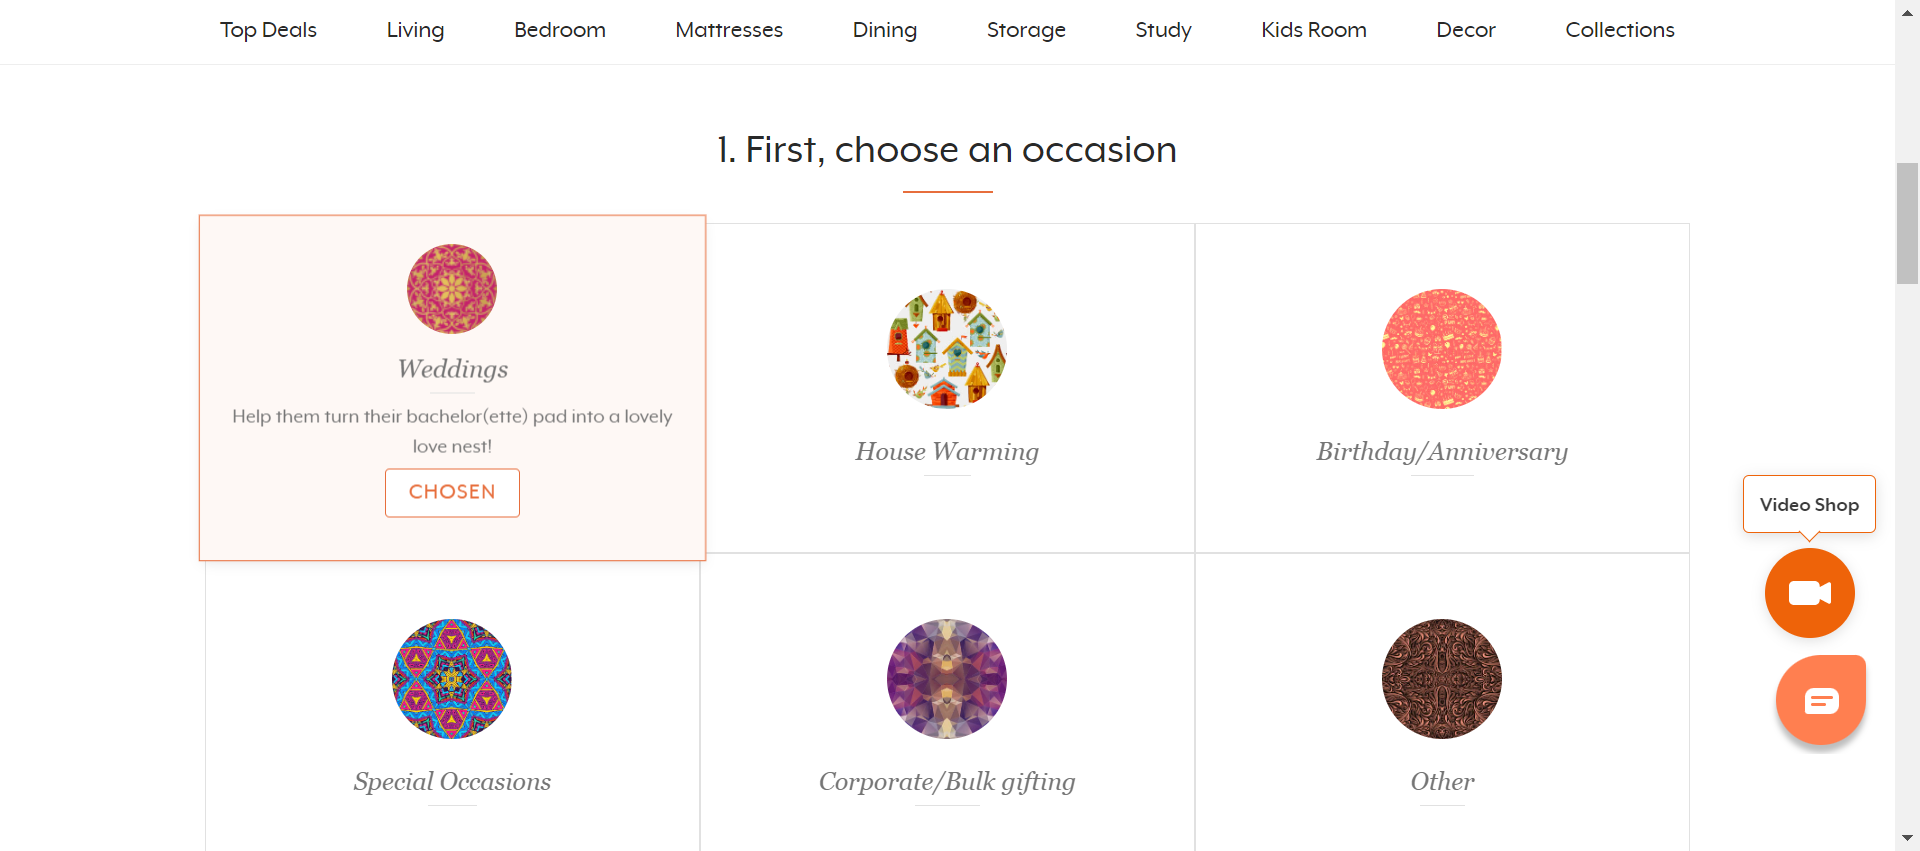 Top Deals Living Bedroom Mattresses Dining Storage Study Kids Room Decor Collections
1. First, choose an occasion
Weddings
Help them turn their bachelor(ette) pad into a lovely
love nest!
CHOSEN
House Warming
Birthday/Anniversary
Video Shop
Special Occasions
Corporate/Bulk gifting
Other